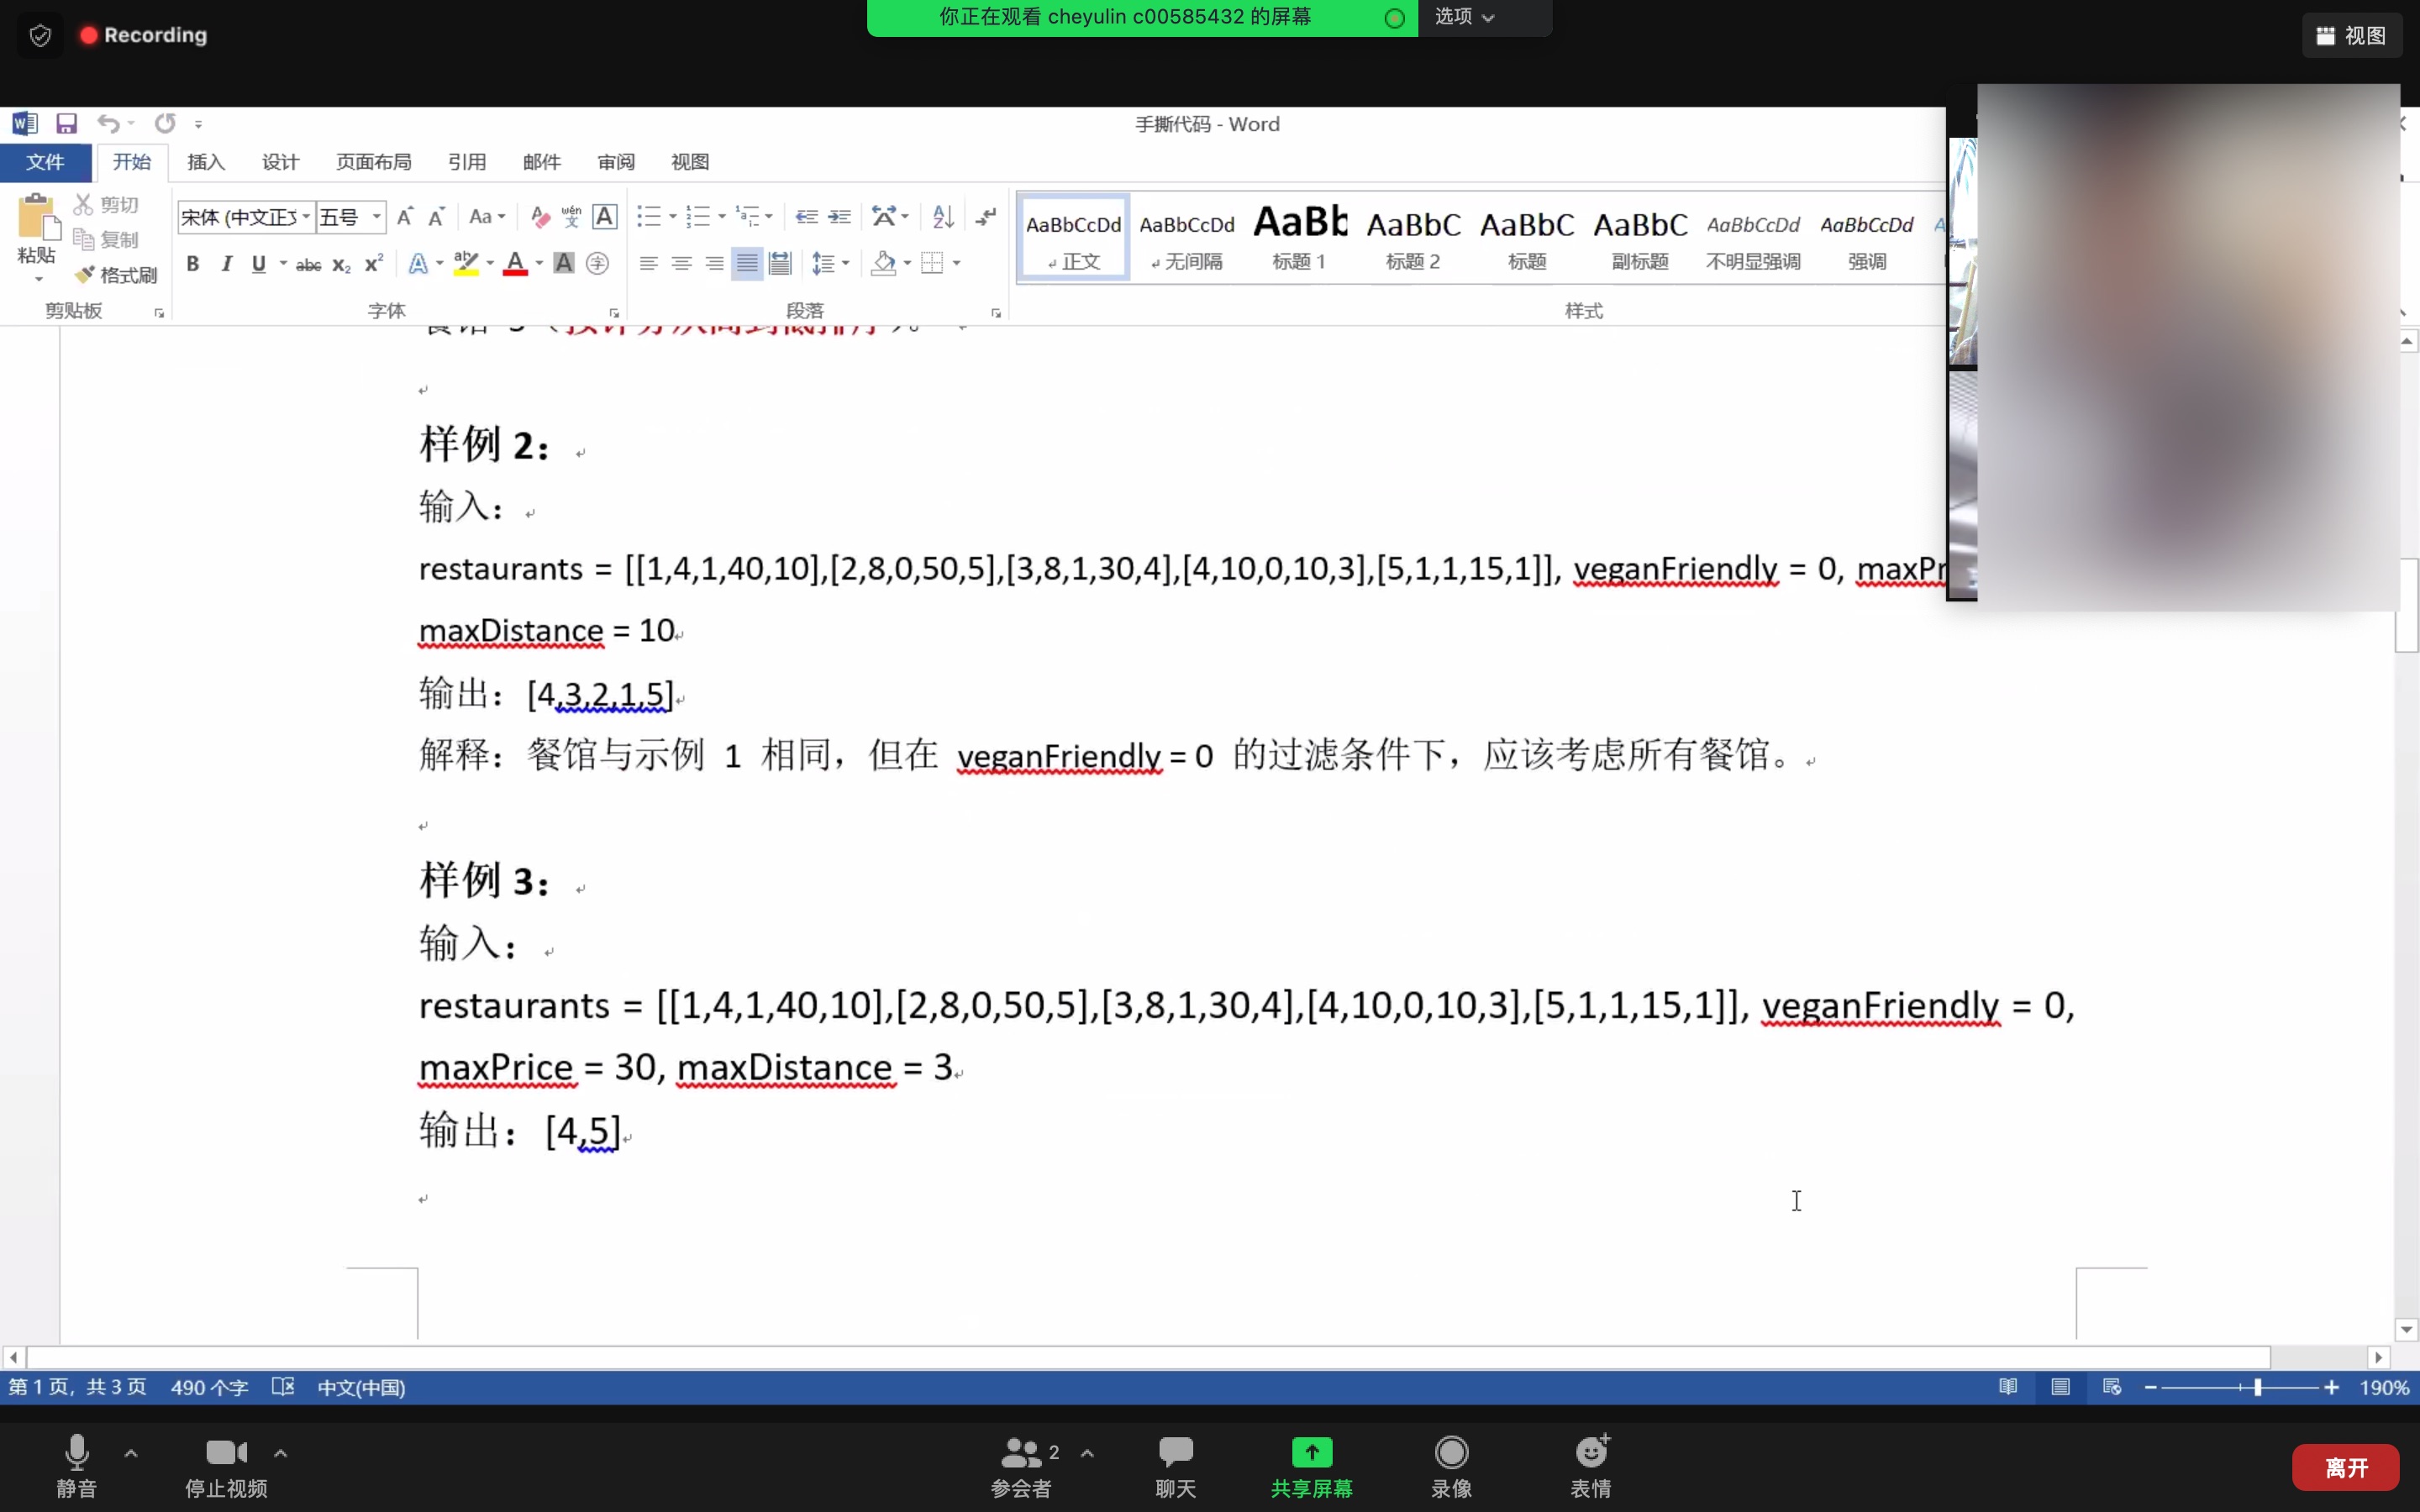 Recording
你正在观看 cheyulin c00585432 的屏幕
选项
视图
手撕代码 - Word
文件 开始 插入 设计 页面布局 引用 邮件 审阅 视图
粘贴
剪切
复制
格式刷
剪贴板
宋体 (中文正文 五号
字体
段落
AaBbCcDd AaBbCcDd AaBb AaBbC AaBbC AaBbC AaBbCcDd AaBbCcDd
正文 无间隔 标题 1 标题 2 标题 副标题 不明显强调 强调
样式
样例 2：
输入：
restaurants = [[1,4,1,40,10],[2,8,0,50,5],[3,8,1,30,4],[4,10,0,10,3],[5,1,1,15,1]], veganFriendly = 0,
maxDistance = 10
输出：[4,3,2,1,5]
解释：餐馆与示例 1 相同，但在 veganFriendly = 0 的过滤条件下，应该考虑所有餐馆。
样例 3：
输入：
restaurants = [[1,4,1,40,10],[2,8,0,50,5],[3,8,1,30,4],[4,10,0,10,3],[5,1,1,15,1]], veganFriendly = 0,
maxPrice = 30, maxDistance = 3
输出：[4,5]
第 1 页，共 3 页 490 个字 中文(中国) 190%
静音 停止视频 参会者 2 聊天 共享屏幕 录像 表情 离开